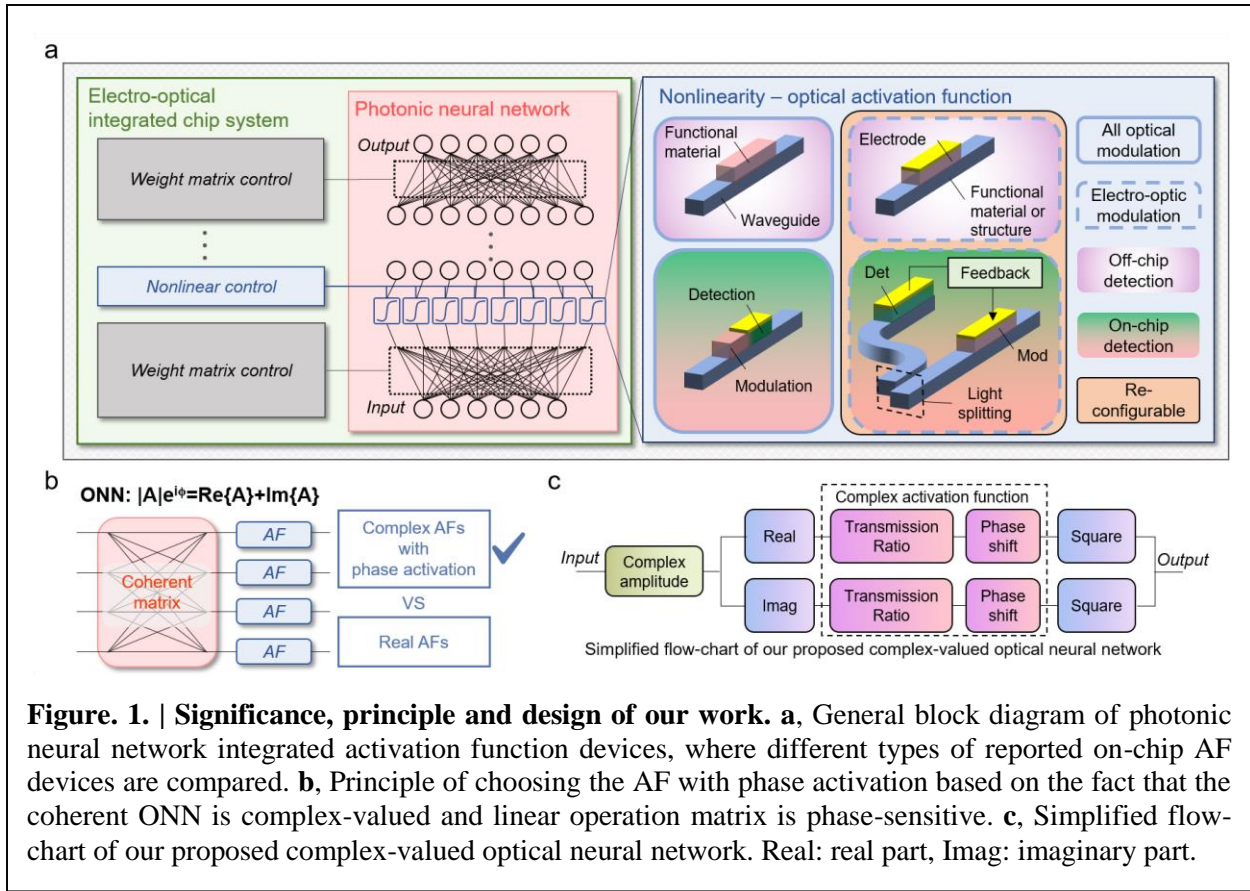 a
Electro-optical
integrated chip system
Weight matrix control
Nonlinear control
Weight matrix control
Photonic neural network
Output
Input
Nonlinearity – optical activation function
Functional
material
Waveguide
Electrode
Functional
material or
structure
Detection
Modulation
Det
Feedback
Mod
Light
splitting
All optical
modulation
Electro-optic
modulation
Off-chip
detection
On-chip
detection
Re-
configurable
b
ONN: |A|e^{iϕ}=Re{A}+Im{A}
Coherent
matrix
AF
AF
AF
AF
Complex AFs
with
phase activation
VS
Real AFs
c
Complex activation function
Input
Complex
amplitude
Real
Transmission
Ratio
Phase
shift
Square
Output
Imag
Transmission
Ratio
Phase
shift
Square
Simplified flow-chart of our proposed complex-valued optical neural network
Figure. 1. | Significance, principle and design of our work. a, General block diagram of photonic
neural network integrated activation function devices, where different types of reported on-chip AF
devices are compared. b, Principle of choosing the AF with phase activation based on the fact that the
coherent ONN is complex-valued and linear operation matrix is phase-sensitive. c, Simplified flow-
chart of our proposed complex-valued optical neural network. Real: real part, Imag: imaginary part.